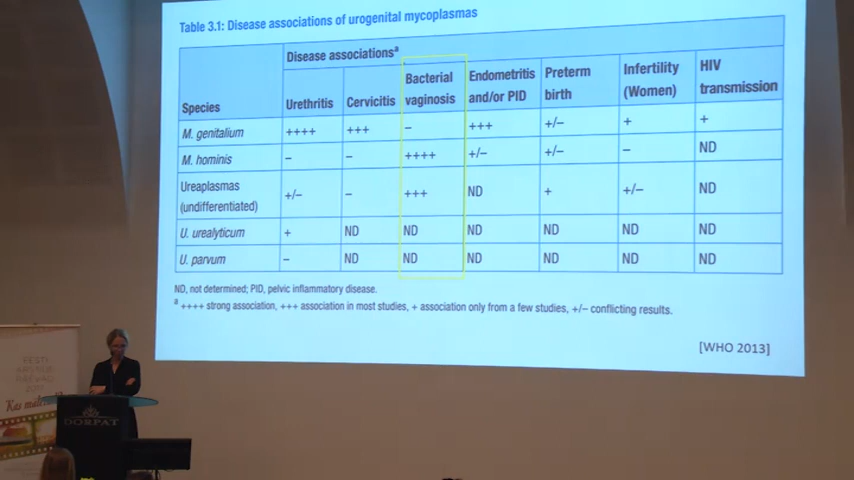 Table 3.1: Disease associations of urogenital mycoplasmas
Species
Disease associationsᵃ
Urethritis Cervicitis Bacterial vaginosis Endometritis and/or PID Preterm birth Infertility (Women) HIV transmission
M. genitalium ++++ +++ – +++ +/– + +
M. hominis – – ++++ +/– +/– – ND
Ureaplasmas (undifferentiated) +/– – +++ ND + +/– ND
U. urealyticum + ND ND ND ND ND ND
U. parvum – ND ND ND ND ND ND
ND, not determined; PID, pelvic inflammatory disease.
ᵃ ++++ strong association, +++ association in most studies, + association only from a few studies, +/– conflicting results.
[WHO 2013]
EESTI
ARSTIDE
PÄEVAD
DORPAT